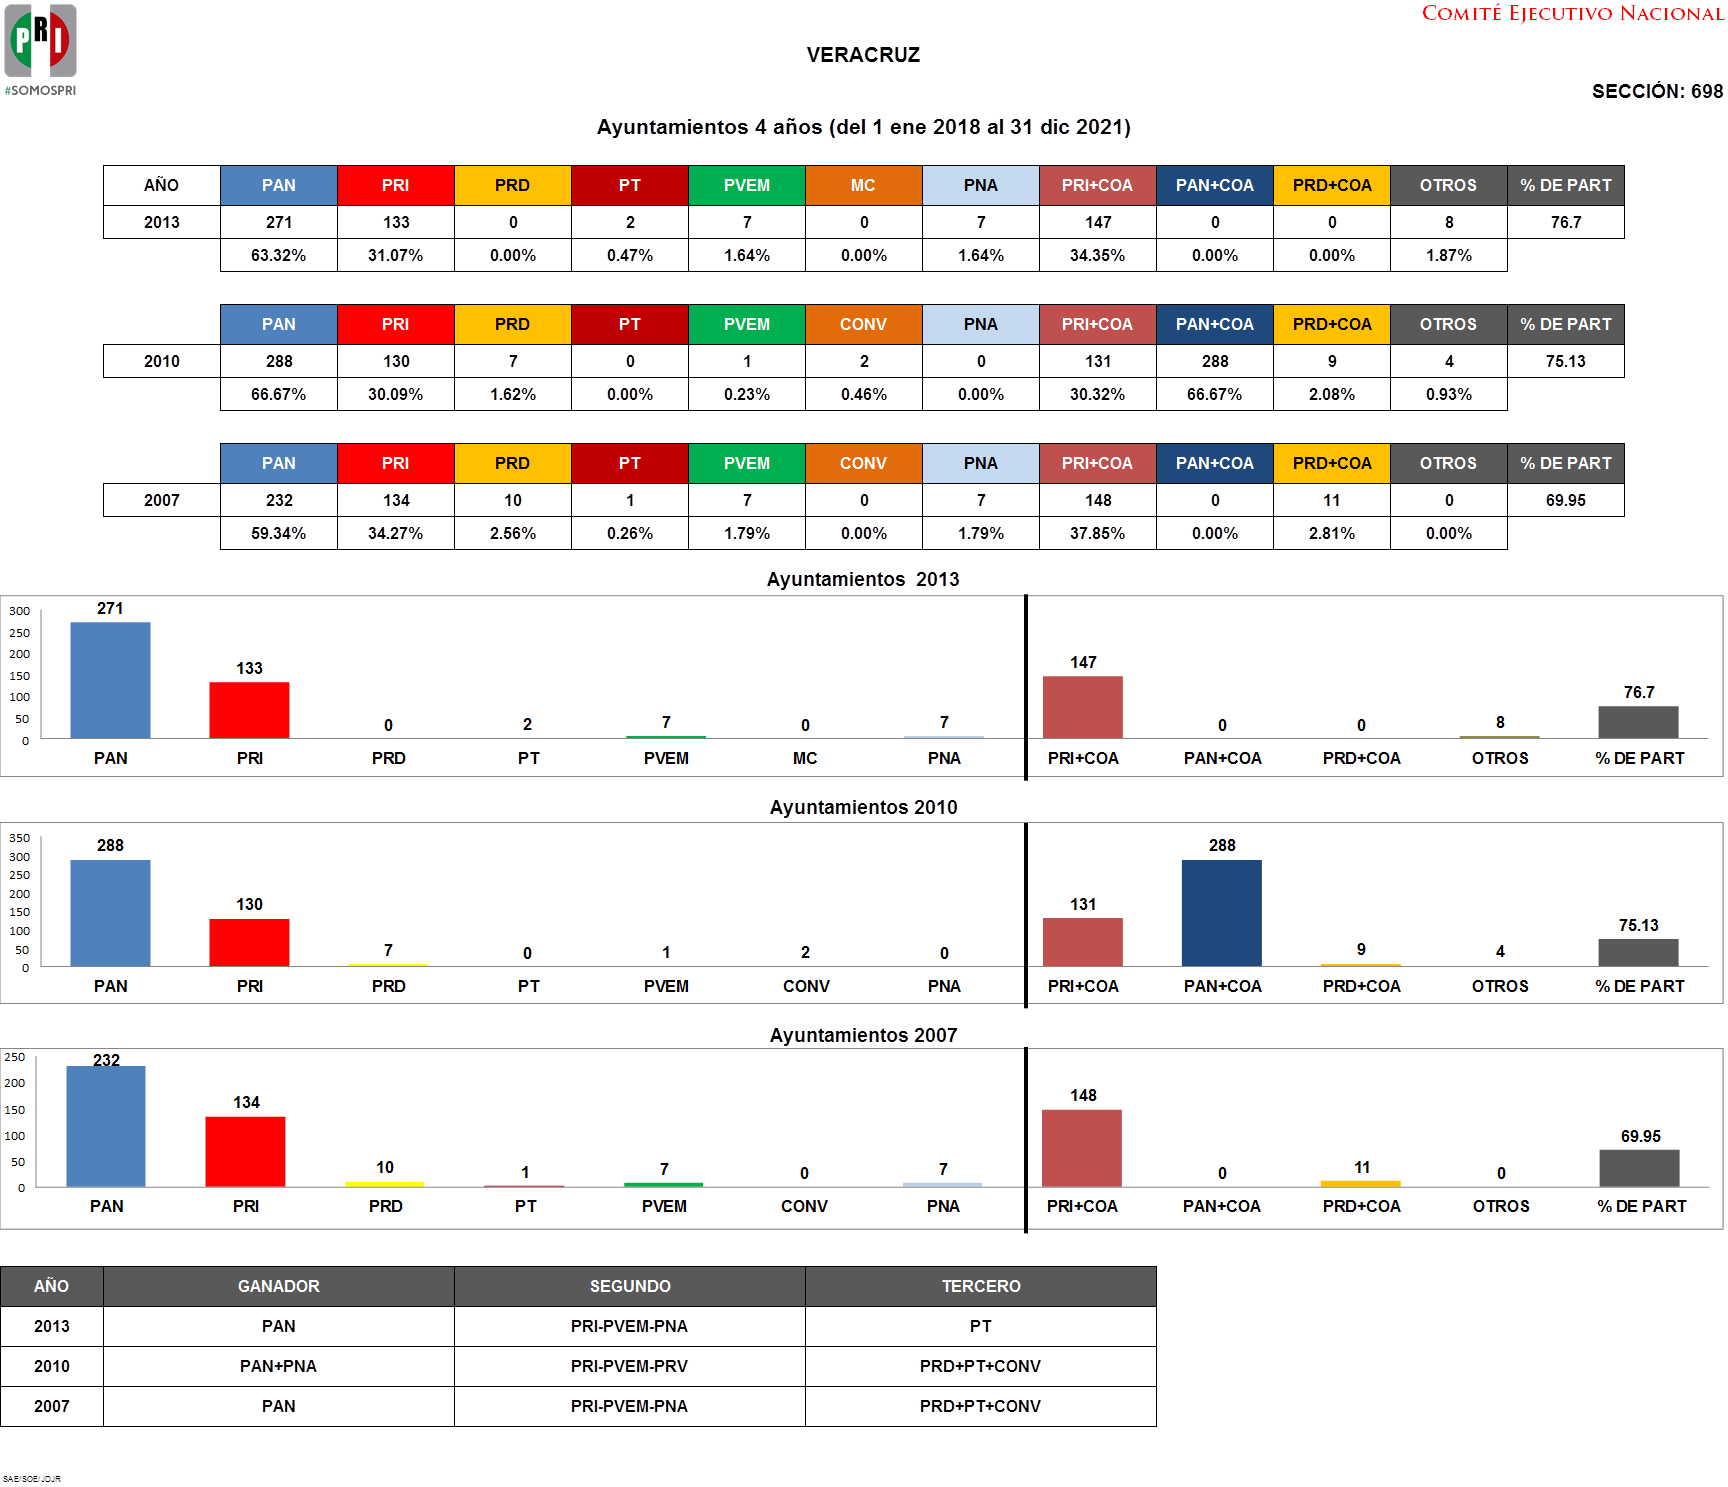 PRI
#SOMOSPRI
COMITÉ EJECUTIVO NACIONAL
VERACRUZ
SECCIÓN: 698
Ayuntamientos 4 años (del 1 ene 2018 al 31 dic 2021)
AÑO PAN PRI PRD PT PVEM MC PNA PRI+COA PAN+COA PRD+COA OTROS % DE PART
2013 271 133 0 2 7 0 7 147 0 0 8 76.7
63.32% 31.07% 0.00% 0.47% 1.64% 0.00% 1.64% 34.35% 0.00% 0.00% 1.87%
PAN PRI PRD PT PVEM CONV PNA PRI+COA PAN+COA PRD+COA OTROS % DE PART
2010 288 130 7 0 1 2 0 131 288 9 4 75.13
66.67% 30.09% 1.62% 0.00% 0.23% 0.46% 0.00% 30.32% 66.67% 2.08% 0.93%
PAN PRI PRD PT PVEM CONV PNA PRI+COA PAN+COA PRD+COA OTROS % DE PART
2007 232 134 10 1 7 0 7 148 0 11 0 69.95
59.34% 34.27% 2.56% 0.26% 1.79% 0.00% 1.79% 37.85% 0.00% 2.81% 0.00%
Ayuntamientos 2013
300
250
200
150
100
50
0
271 133 0 2 7 0 7 147 0 0 8 76.7
PAN PRI PRD PT PVEM MC PNA PRI+COA PAN+COA PRD+COA OTROS % DE PART
Ayuntamientos 2010
350
300
250
200
150
100
50
0
288 130 7 0 1 2 0 131 288 9 4 75.13
PAN PRI PRD PT PVEM CONV PNA PRI+COA PAN+COA PRD+COA OTROS % DE PART
Ayuntamientos 2007
250
200
150
100
50
0
232 134 10 1 7 0 7 148 0 11 0 69.95
PAN PRI PRD PT PVEM CONV PNA PRI+COA PAN+COA PRD+COA OTROS % DE PART
AÑO GANADOR SEGUNDO TERCERO
2013 PAN PRI-PVEM-PNA PT
2010 PAN+PNA PRI-PVEM-PRV PRD+PT+CONV
2007 PAN PRI-PVEM-PNA PRD+PT+CONV
SAE/SOE/JDJR